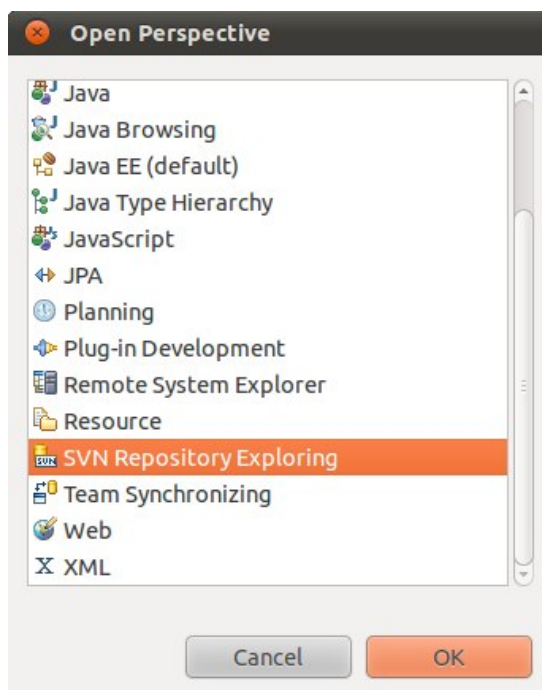 Open Perspective
Java
Java Browsing
Java EE (default)
Java Type Hierarchy
JavaScript
JPA
Planning
Plug-in Development
Remote System Explorer
Resource
SVN SVN Repository Exploring
Team Synchronizing
Web
X XML
Cancel OK